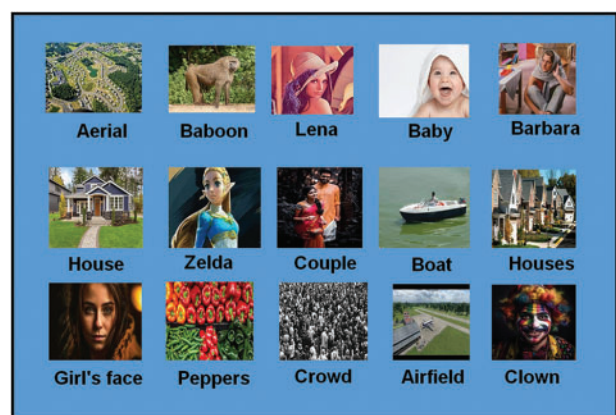 Aerial Baboon Lena Baby Barbara
House Zelda Couple Boat Houses
Girl's face Peppers Crowd Airfield Clown